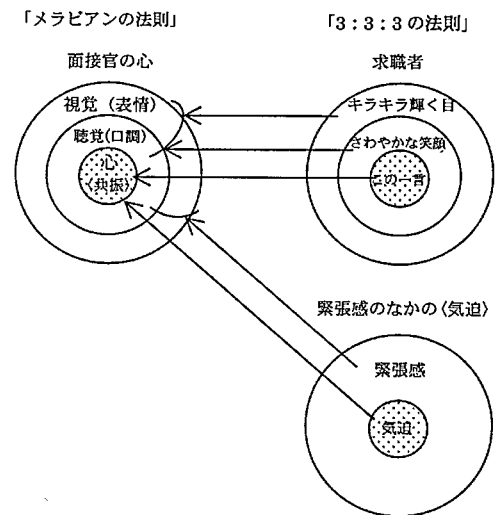 「メラビアンの法則」
「3:3:3の法則」
面接官の心
求職者
視覚（表情）
聴覚(口調)
心
〈共振〉
キラキラ輝く目
さわやかな笑顔
の一言
緊張感のなかの〈気迫〉
緊張感
気迫